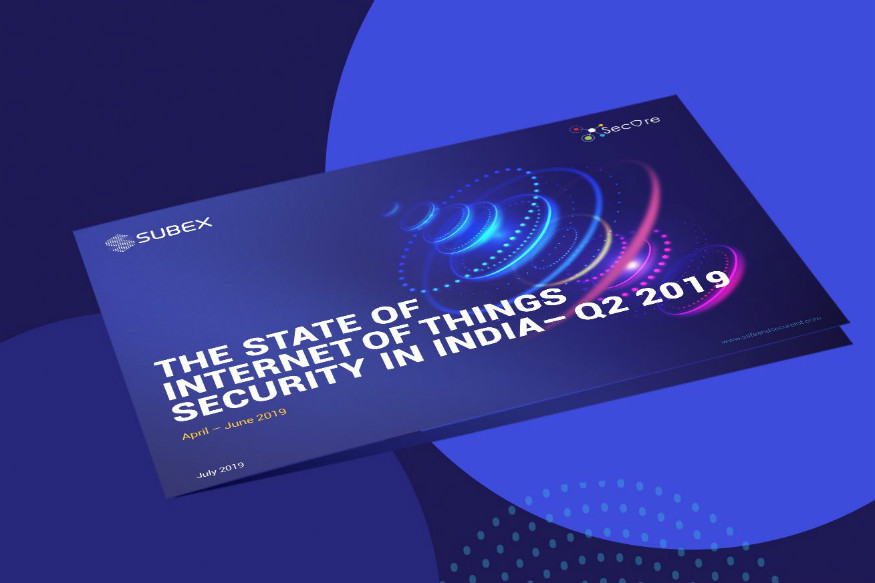 Secure
SUBEX
THE STATE OF
INTERNET OF THINGS
SECURITY IN INDIA– Q2 2019
April – June 2019
July 2019